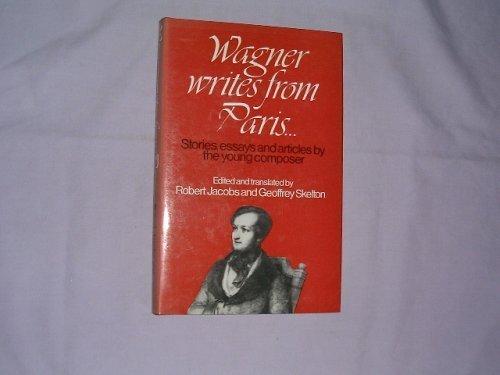 Wagner
writes from
Paris...
Stories, essays and articles by
the young composer
Edited and translated by
Robert Jacobs and Geoffrey Skelton